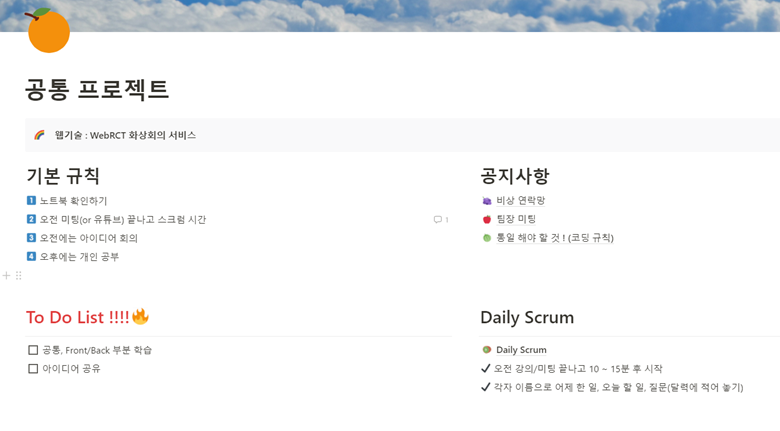 공통 프로젝트
웹기술 : WebRCT 화상회의 서비스
기본 규칙
1 노트북 확인하기
2 오전 미팅(or 유튜브) 끝나고 스크럼 시간
1
3 오전에는 아이디어 회의
4 오후에는 개인 공부
공지사항
비상 연락망
팀장 미팅
통일 해야 할 것 ! (코딩 규칙)
To Do List !!!!
공통, Front/Back 부분 학습
아이디어 공유
Daily Scrum
Daily Scrum
오전 강의/미팅 끝나고 10 ~ 15분 후 시작
각자 이름으로 어제 한 일, 오늘 할 일, 질문(달력에 적어 놓기)